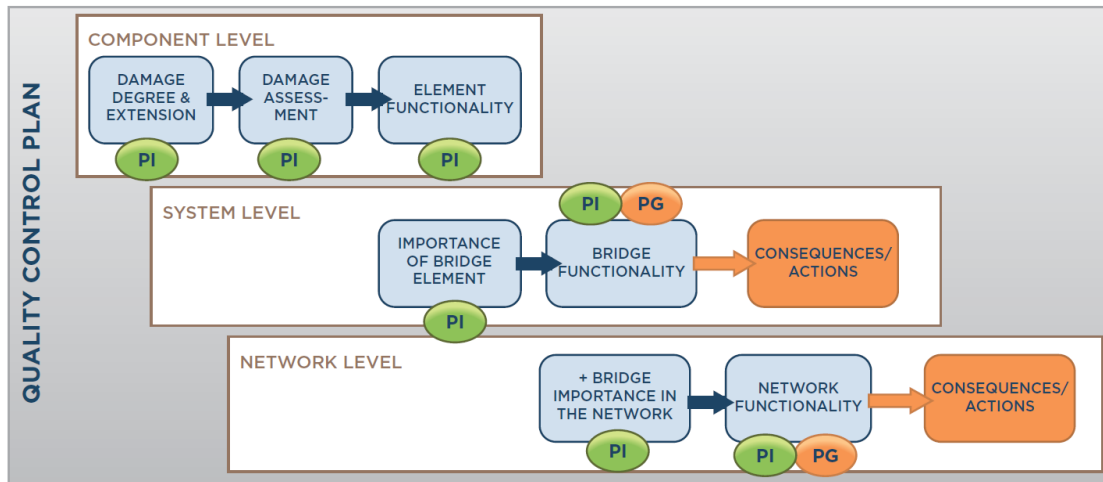 QUALITY CONTROL PLAN
COMPONENT LEVEL
DAMAGE
DEGREE &
EXTENSION
PI
DAMAGE
ASSESS-
MENT
PI
ELEMENT
FUNCTIONALITY
PI
SYSTEM LEVEL
IMPORTANCE
OF BRIDGE
ELEMENT
PI
PI PG
BRIDGE
FUNCTIONALITY
CONSEQUENCES/
ACTIONS
NETWORK LEVEL
+ BRIDGE
IMPORTANCE IN
THE NETWORK
PI
NETWORK
FUNCTIONALITY
PI PG
CONSEQUENCES/
ACTIONS